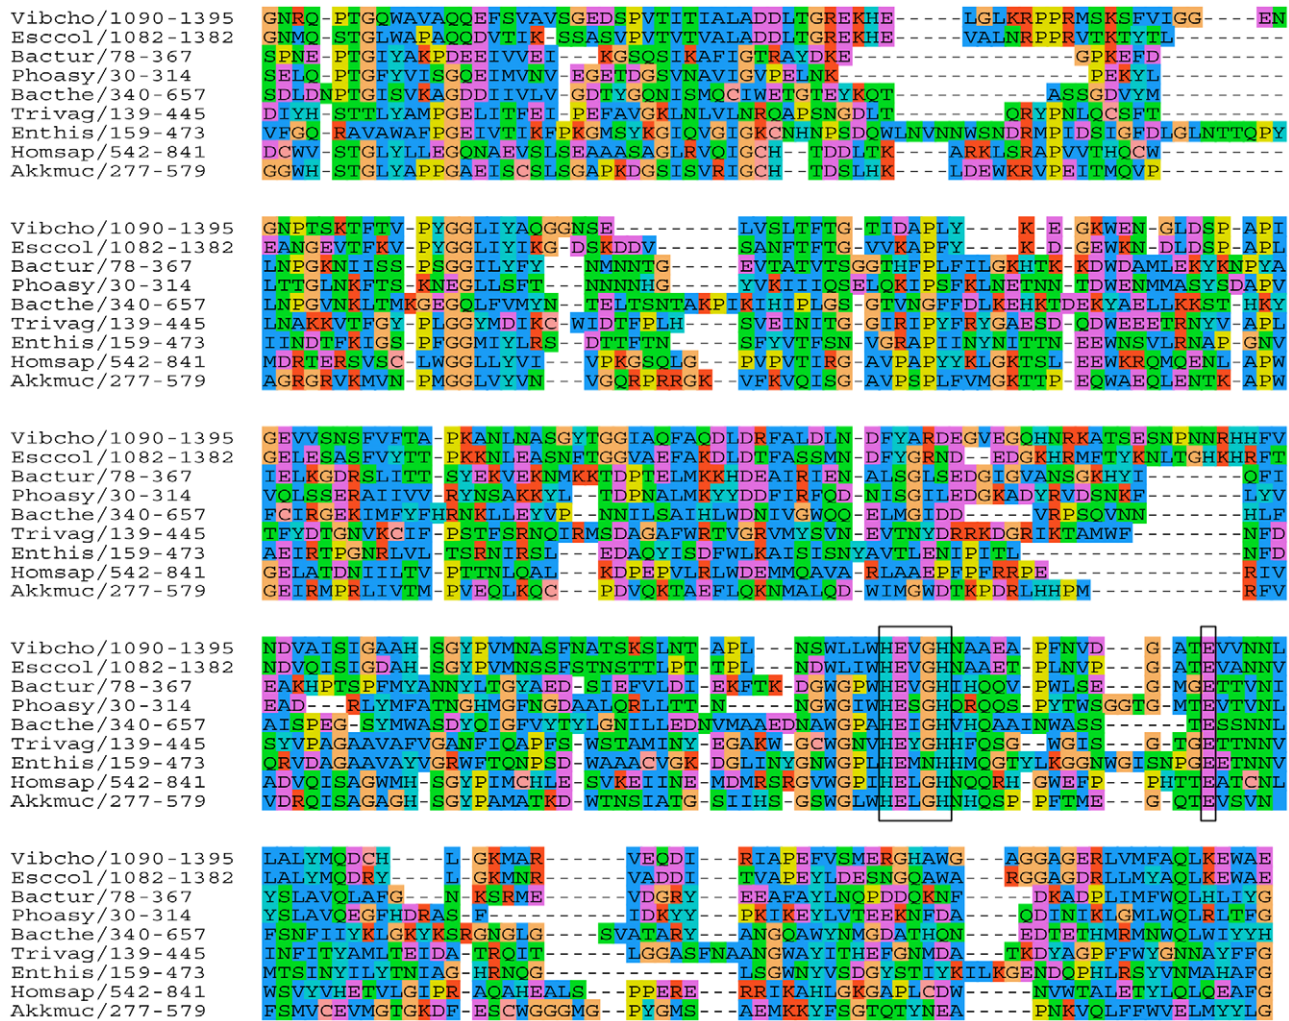 Vibcho/1090-1395 GNRQ-PTGQWAVAQQEFSVAVSGEDSPVTITIALADDLTGREKHE-----LGLKRPPRMSKSFVIGG----EN
Esccol/1082-1382 GNMQ-STGLWAPAQQDVTIK-SSASVPVTVTVALADDLTGREKHE-----VALNRPPRVTKTYTL--------
Bactur/78-367 SPNE-PTGIYAKPDEEIVVEI---KGSQSIKAFIGTRAYDKE----------------GPKEFD---------
Phoasy/30-314 SELQ-PTGFYVISGQEIMVNV-EGETDGSVNAVIGVPELNK------------------PEKYL---------
Bacthe/340-657 SDLDNPTGISVKAGDDIIVLV-GDTYGQNISMQCIWETGTEYKQT-----------ASSGDVYM---------
Trivag/139-445 DIYH-STTLYAMPGELITFEI-PEFAVGKLNLVLNRQAPSNGDLT--------QRYPNLQCSFT---------
Enthis/159-473 VFGQ-RAVAWAFPGEIVTIKFPKGMSYKGIQVGIGKCNHNPSDQWLNVNNWSNDRMPIDSIGFDLGLNTTQPY
Homsap/542-841 DCWV-STGLYLLEGQNAEVSLSEAAASAGLRVQIGCH--TDDLTK----ARKLSRAPVVTHQCW---------
Akkmuc/277-579 GGWH-STGLYAPPGAEISCSLSGAPKDGSISVRIGCH--TDSLHK----LDEWKRVPEITMQVP---------
Vibcho/1090-1395 GNPTSKTFTV-PYGGLIYAQGGNSE---------LVSLTFTG-TIDAPLY----K-E-GKWEN-GLDSP-API
Esccol/1082-1382 EANGEVTFKV-PYGGLIYIKG-DSKDDV------SANFTFTG-VVKAPFY----K-D-GEWKN-DLDSP-APL
Bactur/78-367 LNPGKNIISS-PSGGILYFY---NMNNTG-----EVTATVTSGGTHFPLFILGKHTK-KDWDAMLEKYKNPYA
Phoasy/30-314 LTTGLNKFTS-KNEGLLSFT---NNNNHG-----YVKIIIQSELQKIPSFKLNETNN-TDWENMMASYSDAPV
Bacthe/340-657 LNPGVNKLTMKGEGQLFVMYN--TELTSNTAKPIKIHIPLGS-GTVNGFFDLKEHKTDEKYAELLKKST-HKY
Trivag/139-445 LNAKKVTFGY-PLGGYMDIKC-WIDTFPLH----SVEINITG-GIRIPYFRYGAESD-QDWEEETRNYV-APL
Enthis/159-473 IINDTFKIGS-PFGGMIYLRS--DTTFTN-----SFYVTFSN-VGRAPIINYNITTN-EEWNSVLRNAP-GNV
Homsap/542-841 MDRTERSVSC-LWGGLLYVI---VPKGSQLG---PVPVTIRG-AVPAPYYKLGKTSL-EEWKRQMQENL-APW
Akkmuc/277-579 AGRGRVKMVN-PMGGLVYVN---VGQRPRRGK--VFKVQISG-AVPSPLFVMGKTTP-EQWAEQLENTK-APW
Vibcho/1090-1395 GEVVSNSFVFTA-PKANLNASGYTGGIAQFAQDLDRFALDLN-DFYARDEGVEGQHNRKATSESNPNNRHHFV
Esccol/1082-1382 GELESASFVYTT-PKKNLEASNFTGGVAEFAKDLDTFASSMN-DFYGRND--EDGKHRMFTYKNLTGHKHRFT
Bactur/78-367 IELKGDRSILTT-SYEKVEKNMKKTDPTELMKKHDEAIRIEN-ALSGLSEDGIGVANSGKHYI-------QFI
Phoasy/30-314 VQLSSERAIIVV-RYNSAKKYL--TDPNALMKYYDDFIRFQD-NISGILEDGKADYRVDSNKF-------LYV
Bacthe/340-657 FCIRGEKIMFYFHRNKLLEYVP--NNILSAIHLWDNIVGWQQ-ELMGIDD-----VRPSQVNN-------HLF
Trivag/139-445 TFYDTGNVKCIF-PSTFSRNQIRMSDAGAFWRTVGRVMYSVN-EVTNYDRRKDGRIKTAMWF--------NFD
Enthis/159-473 AEIRTPGNRLVL-TSRNIRSL---EDAQYISDFWLKAISISNYAVTLENIPITL----------------NFD
Homsap/542-841 GELATDNIILTV-PTTNLQAL---KDPEPVLRLWDEMMQAVA-RLAAEPFPFRRPE--------------RIV
Akkmuc/277-579 GEIRMPRLIVTM-PVEQLKQC---PDVQKTAEFLQKNMALQD-WIMGWDTKPDRLHHPM-----------RFV
Vibcho/1090-1395 NDVAISIGAAH-SGYPVMNASFNATSKSLNT-APL---NSWLLWHEVGHNAAEA-PFNVD---G-ATEVVNNL
Esccol/1082-1382 NDVQISIGDAH-SGYPVMNSSFSTNSTTLPT-TPL---NDWLIWHEVGHNAAET-PLNVP---G-ATEVANNV
Bactur/78-367 EAKHPTSPFMYANNYLTGYAED-SIEFVLDI-EKFTK-DGWGPWHEVGHIHQQV-PWLSE---G-MGETTVNI
Phoasy/30-314 EAD---RLYMFATNGHMGFNGDAALQRLLTT-N-----NGWGIWHESGHQRQQS-PYTWSGGTG-MTEVTVNL
Bacthe/340-657 AISPEG-SYMWASDYQIGFVYTYLGNILLEDNVMAAEDNAWGPAHEIGHVHQAAINWASS-----TESSNNL
Trivag/139-445 SYVPAGAAVAYVGANFIQAPFS-WSTAMINY-EGAKW-GCWGNVHEYGHHFQSG--WGIS---G-TGETTNNV
Enthis/159-473 QRVDAGAETAYVGRWFTQNPSD-WAAACVGK-DGLINYGNWGPLHEMNHHMQGTYLKGGNWGISNPGEETNNV
Homsap/542-841 ADVQISAGWMH-SGYPIMCHLE-SVKEIINE-MDMRSRGVWGPIHELGHNQQRH-GWEFP---PHTTEATCNL
Akkmuc/277-579 VDRQISAGAGH-SGYPAMATKD-WTNSIATG-SIIHS-GSWGLWHELGHNHQSP-PFTME---G-QTEVSVN
Vibcho/1090-1395 LALYMQDCH----L-GKMAR------VEQDI---RIAPEFVSMERGHAWG---AGGAGERLVMFAQLKEWAE
Esccol/1082-1382 LALYMQDRY----L-GKMNR------VADDI---TVAPEYLDESNGQAWA---RGGAGDRLLMYAQLKEWAE
Bactur/78-367 YSLAVQLAFG---N-KSRME------VDGRY---EEAFAYLNQPDDQKNF-----DKADPLIMFWQLHLIYG
Phoasy/30-314 YSLAVQEGFHDRAS-F----------IDKYY---PKIKEYLVTEEKNFDA----QDINIKLGMLWQLRLTFG
Bacthe/340-657 FSNFIIYKLGKYKSRGNGLG----SVATARY---ANGQAWYNMGDATHQN----EDTETHMRMNWQLWIYYH
Trivag/139-445 INFITYAMLTEIDA-TRQIT------LGGASFNAANGWAYITHEFGNMDA---TKDYAGPFFWYGNNAYFFG
Enthis/159-473 MTSINYILYTNIAG-HRNQG--------------LSGWNYVSDGYSTIYKILKGENDQPHLRSYVNMAHAFG
Homsap/542-841 WSVYVHETVLGIPR-AQAHEALS---PPERE---RRIKAHLGKGAPLCDW-----NVWTALETYLQLQEAFG
Akkmuc/277-579 FSMVCEVMGTGKDF-ESCWGGGMG--PYGMS---AEMKKYFSGTQTYNEA-----PNKVQLFFWVELMYYLG